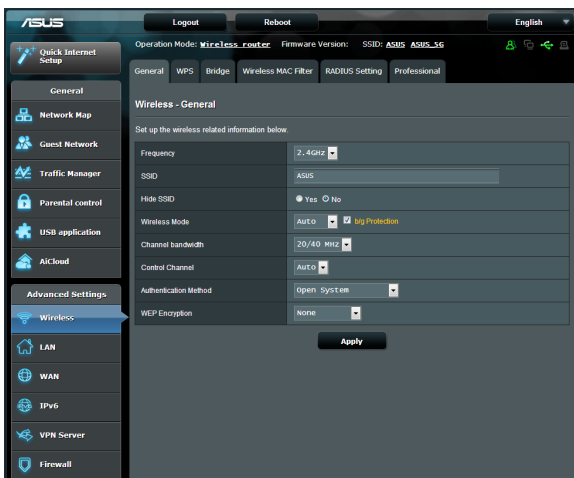 ASUS
Logout Reboot English
Quick Internet Setup
Operation Mode: Wireless router Firmware Version: SSID: ASUS ASUS_5G
General WPS Bridge Wireless MAC Filter RADIUS Setting Professional
General
Network Map
Guest Network
Traffic Manager
Parental control
USB application
AiCloud
Advanced Settings
Wireless
LAN
WAN
IPv6
VPN Server
Firewall
Wireless - General
Set up the wireless related information below.
Frequency 2.4GHz
SSID ASUS
Hide SSID Yes No
Wireless Mode Auto b/g Protection
Channel bandwidth 20/40 MHz
Control Channel Auto
Authentication Method Open System
WEP Encryption None
Apply